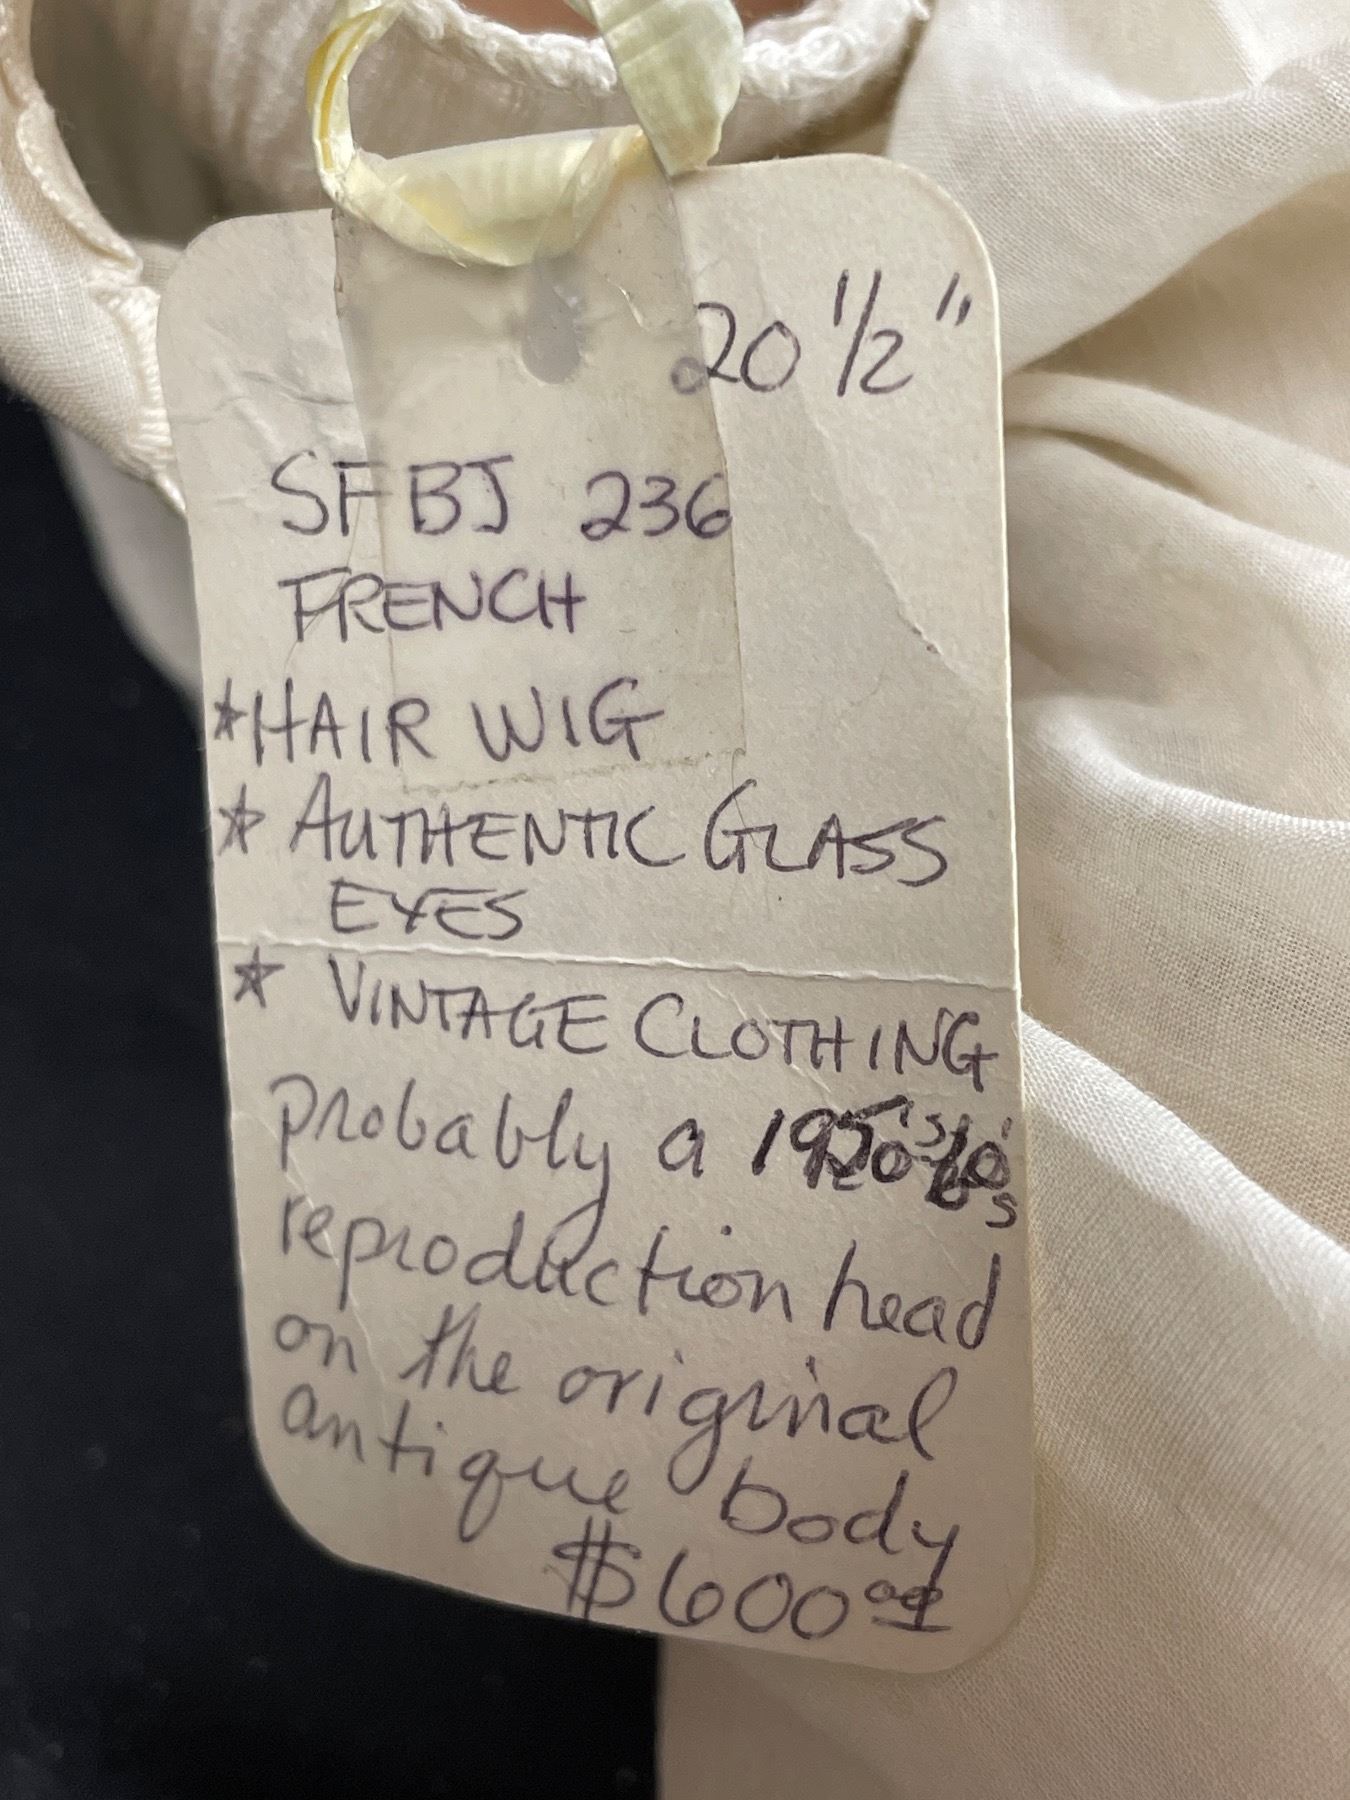 20 1/2"
SFBJ 236
FRENCH
*HAIR WIG
* AUTHENTIC GLASS
EYES
* VINTAGE CLOTHING
probably a 1950's/60's
reproduction head
on the original
antique body
$600.00